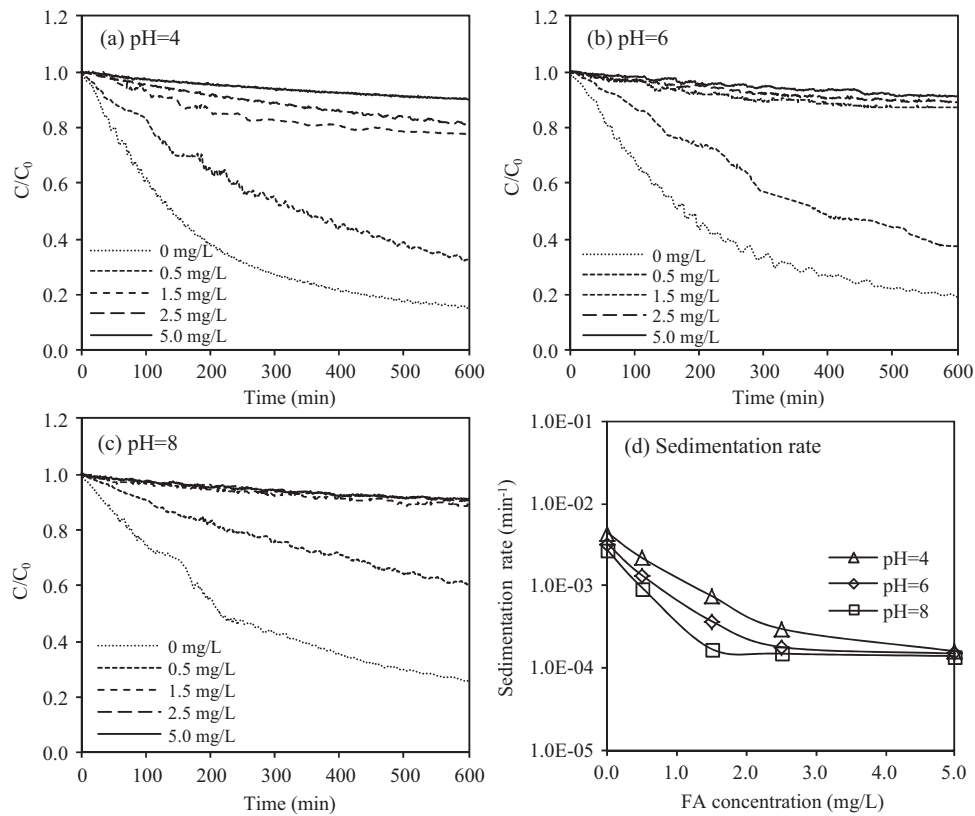 (a) pH=4
1.2
1.0
0.8
0.6
0.4
0.2
0.0
C/C₀
0 mg/L
0.5 mg/L
1.5 mg/L
2.5 mg/L
5.0 mg/L
0 100 200 300 400 500 600
Time (min)
(b) pH=6
1.2
1.0
0.8
0.6
0.4
0.2
0.0
C/C₀
0 mg/L
0.5 mg/L
1.5 mg/L
2.5 mg/L
5.0 mg/L
0 100 200 300 400 500 600
Time (min)
(c) pH=8
1.2
1.0
0.8
0.6
0.4
0.2
0.0
C/C₀
0 mg/L
0.5 mg/L
1.5 mg/L
2.5 mg/L
5.0 mg/L
0 100 200 300 400 500 600
Time (min)
(d) Sedimentation rate
1.0E-01
1.0E-02
1.0E-03
1.0E-04
1.0E-05
Sedimentation rate (min⁻¹)
pH=4
pH=6
pH=8
0.0 1.0 2.0 3.0 4.0 5.0
FA concentration (mg/L)